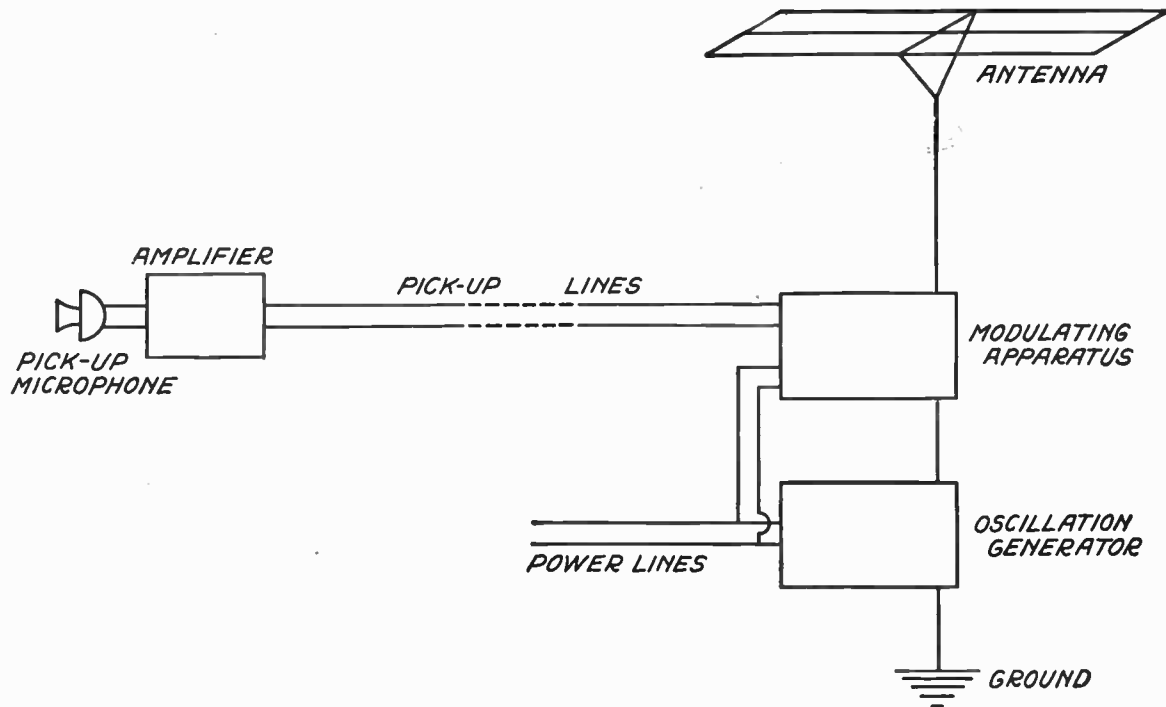 ANTENNA
AMPLIFIER
PICK-UP LINES
PICK-UP
MICROPHONE
MODULATING
APPARATUS
OSCILLATION
GENERATOR
POWER LINES
GROUND